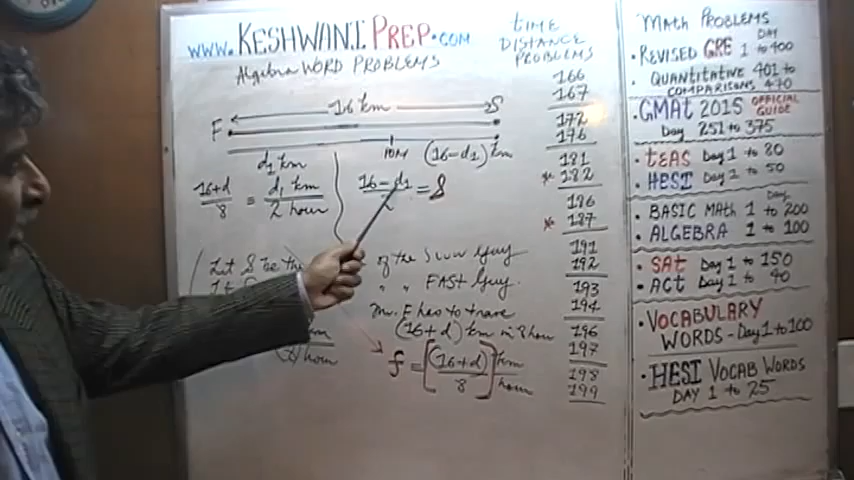 www.KESHWANIPREP.com
Algebra WORD PROBLEMS
16 km
F S
d1 km 10AM (16-d1) km
16+d/8 = d1 km/2 hour
16-d1 = S
Let S be the of the Slow Guy
" " FAST Guy.
Mr. F has to trave
(16+d) km in 8 hour
f = [(16+d)/8] km/hour
hour
TIME
DISTANCE
PROBLEMS
166
167
172
176
181
* 182
186
* 187
191
192
193
194
196
197
198
199
MATH PROBLEMS
• REVISED GRE DAY 1 to 400
• QUANTITATIVE 401 to
COMPARISONS 470
• GMAT 2015 OFFICIAL GUIDE
Day 251 to 375
• TEAS Day 1 to 80
• HESI Day 1 to 50
• BASIC MATH Day 1 to 200
• ALGEBRA 1 to 100
• SAT Day 1 to 150
• ACT Day 1 to 90
• VOCABULARY
WORDS - Day 1 to 100
• HESI VOCAB WORDS
DAY 1 to 25